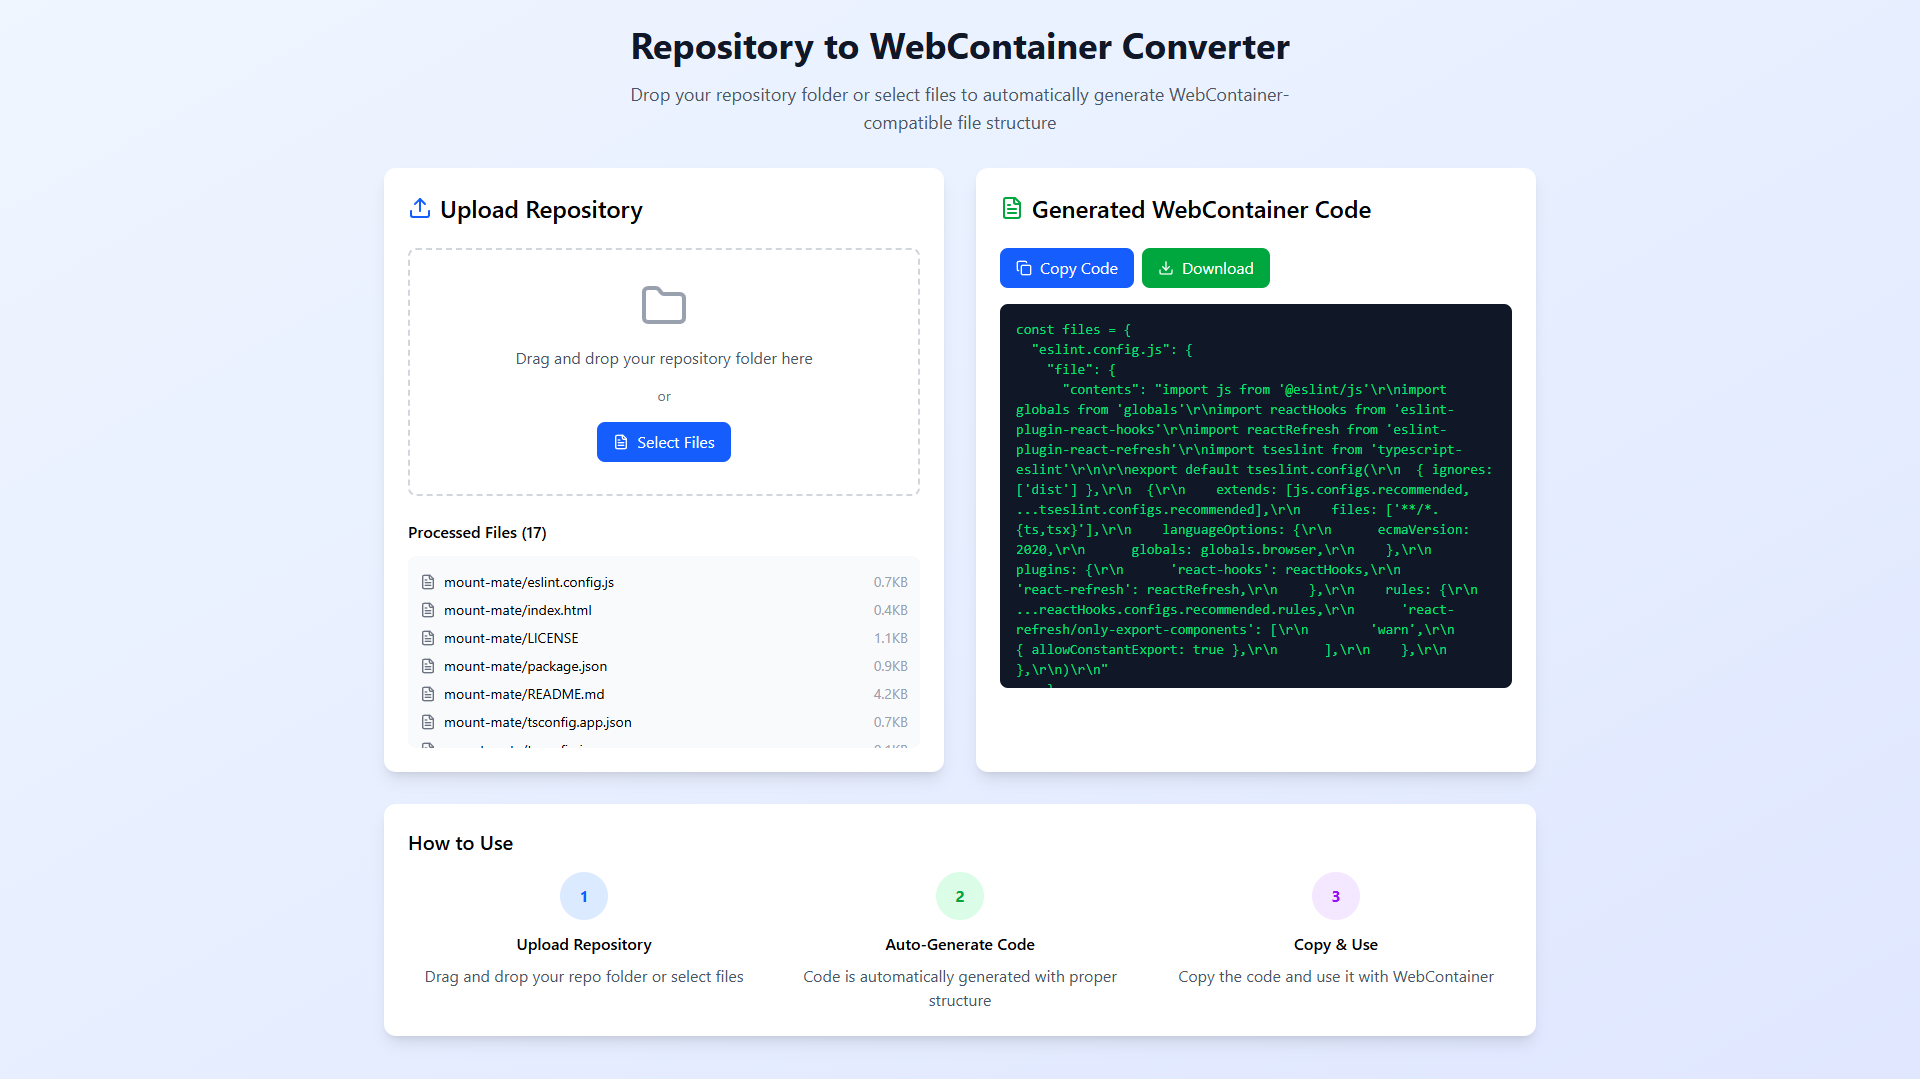 Repository to WebContainer Converter
Drop your repository folder or select files to automatically generate WebContainer-
compatible file structure
Upload Repository
Drag and drop your repository folder here
or
Select Files
Processed Files (17)
mount-mate/eslint.config.js 0.7KB
mount-mate/index.html 0.4KB
mount-mate/LICENSE 1.1KB
mount-mate/package.json 0.9KB
mount-mate/README.md 4.2KB
mount-mate/tsconfig.app.json 0.7KB
Generated WebContainer Code
Copy Code
Download
const files = {
  "eslint.config.js": {
    "file": {
      "contents": "import js from '@eslint/js'\r\nimport
globals from 'globals'\r\nimport reactHooks from 'eslint-
plugin-react-hooks'\r\nimport reactRefresh from 'eslint-
plugin-react-refresh'\r\nimport tseslint from 'typescript-
eslint'\r\n\r\nexport default tseslint.config(\r\n  { ignores:
['dist'] },\r\n  {\r\n    extends: [js.configs.recommended,
...tseslint.configs.recommended],\r\n    files: ['**/*.
{ts,tsx}'],\r\n    languageOptions: {\r\n      ecmaVersion:
2020,\r\n      globals: globals.browser,\r\n    },\r\n
plugins: {\r\n      'react-hooks': reactHooks,\r\n
'react-refresh': reactRefresh,\r\n    },\r\n    rules: {\r\n
...reactHooks.configs.recommended.rules,\r\n      'react-
refresh/only-export-components': [\r\n        'warn',\r\n
{ allowConstantExport: true },\r\n      ],\r\n    },\r\n
},\r\n)\r\n"
How to Use
1
Upload Repository
Drag and drop your repo folder or select files
2
Auto-Generate Code
Code is automatically generated with proper
structure
3
Copy & Use
Copy the code and use it with WebContainer